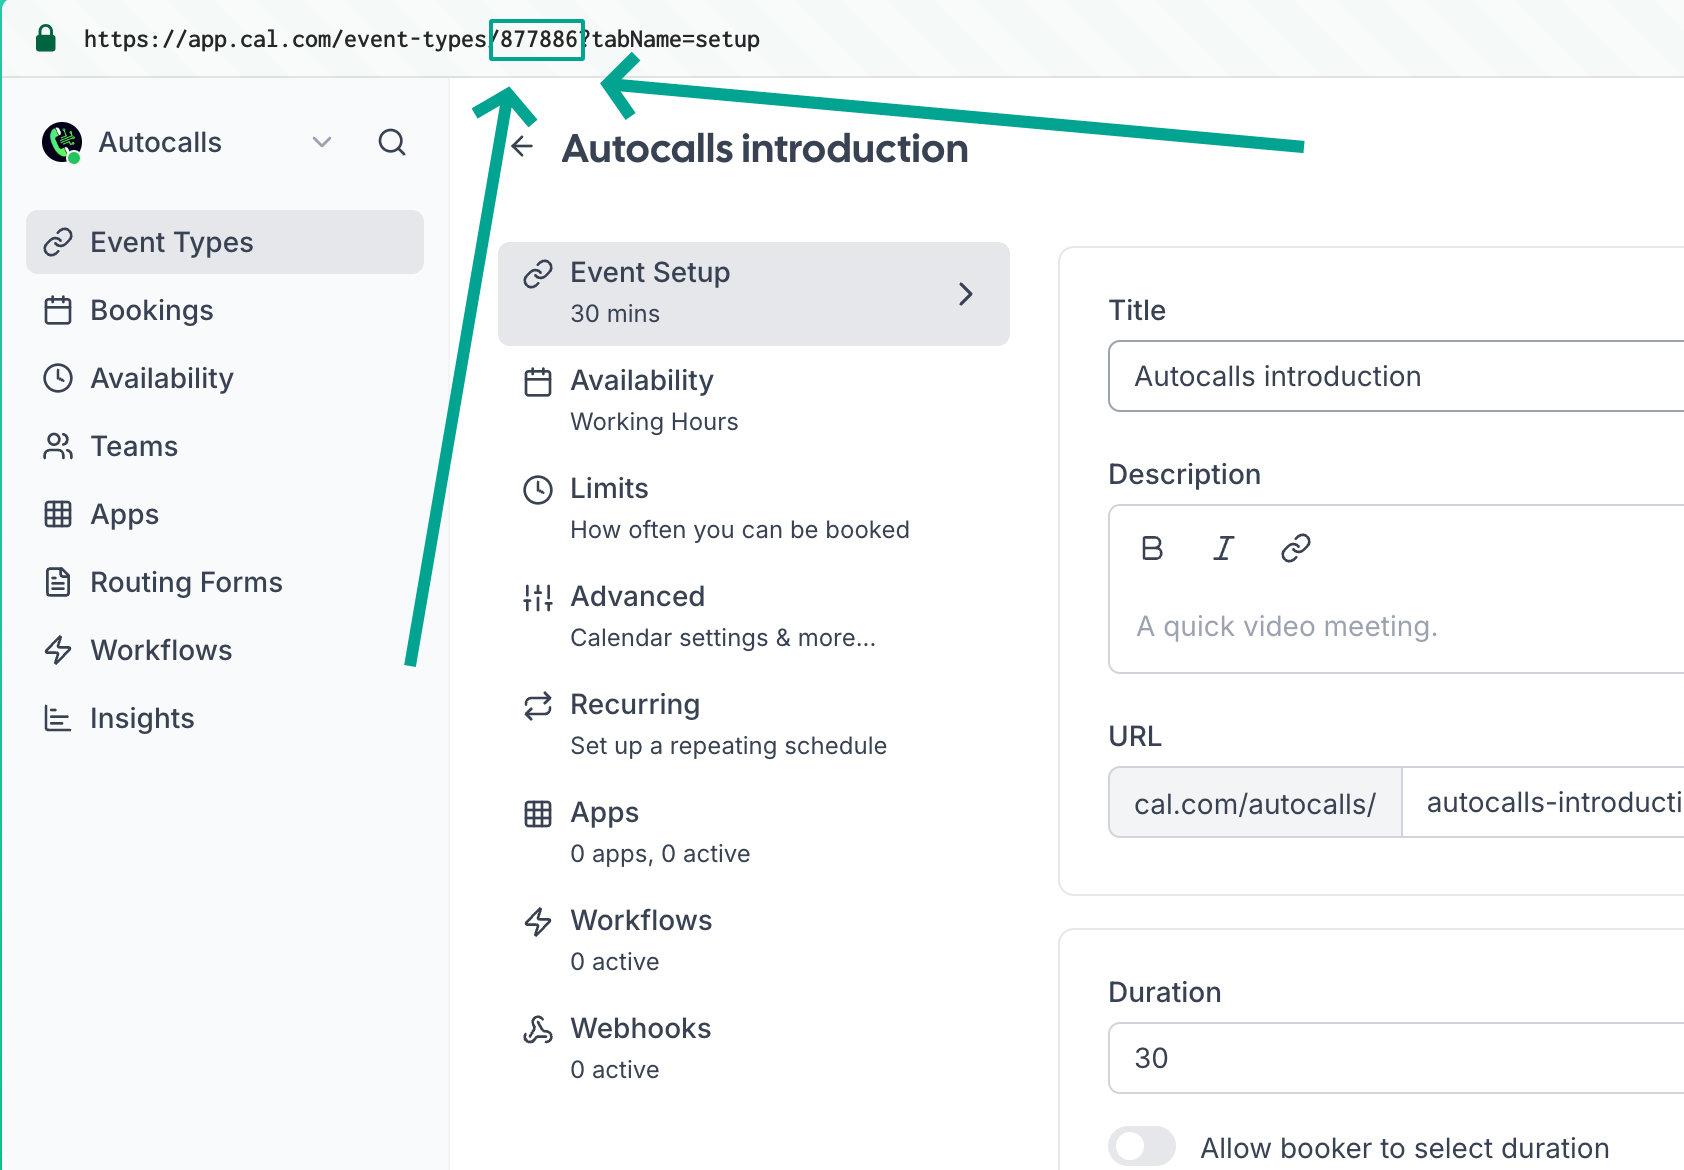 https://app.cal.com/event-types/877886?tabName=setup
Autocalls
Event Types
Bookings
Availability
Teams
Apps
Routing Forms
Workflows
Insights
Autocalls introduction
Event Setup
30 mins
Availability
Working Hours
Limits
How often you can be booked
Advanced
Calendar settings & more...
Recurring
Set up a repeating schedule
Apps
0 apps, 0 active
Workflows
0 active
Webhooks
0 active
Title
Autocalls introduction
Description
B I
A quick video meeting.
URL
cal.com/autocalls/ autocalls-introducti
Duration
30
Allow booker to select duration